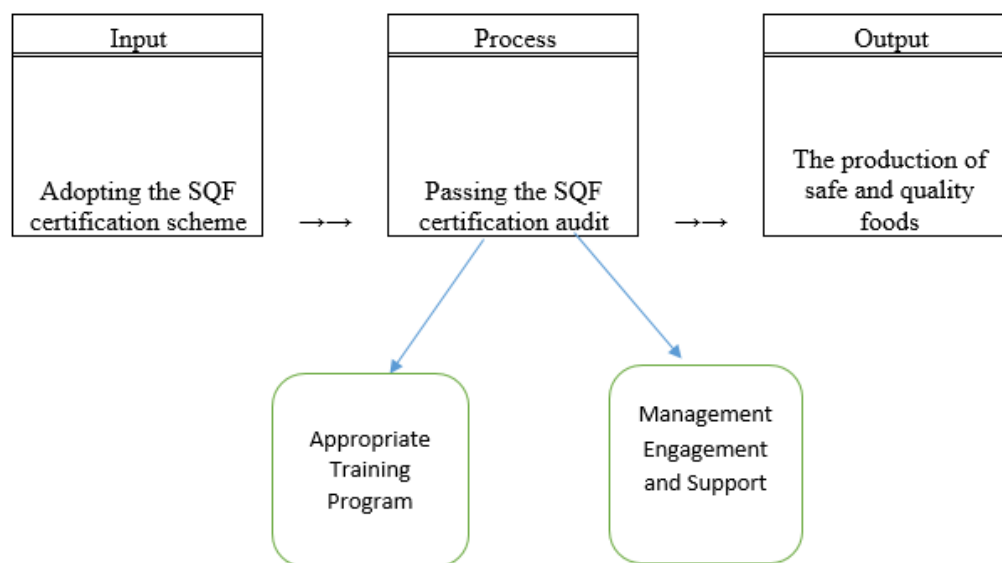 Input
Adopting the SQF
certification scheme
→→
Process
Passing the SQF
certification audit
→→
Output
The production of
safe and quality
foods
Appropriate
Training
Program
Management
Engagement
and Support